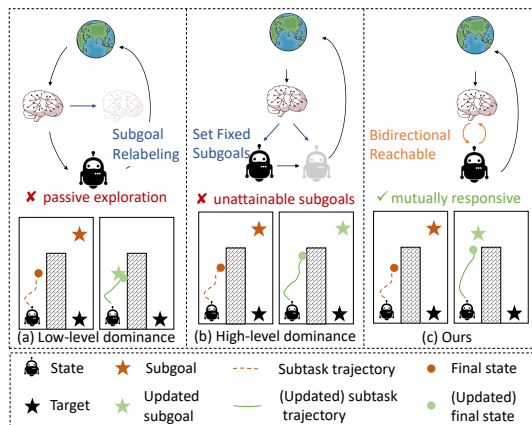 Subgoal
Relabeling
✘ passive exploration
(a) Low-level dominance
Set Fixed
Subgoals
✘ unattainable subgoals
(b) High-level dominance
Bidirectional
Reachable
✓ mutually responsive
(c) Ours
State
Subgoal
Subtask trajectory
Final state
Target
Updated
subgoal
(Updated) subtask
trajectory
(Updated)
final state